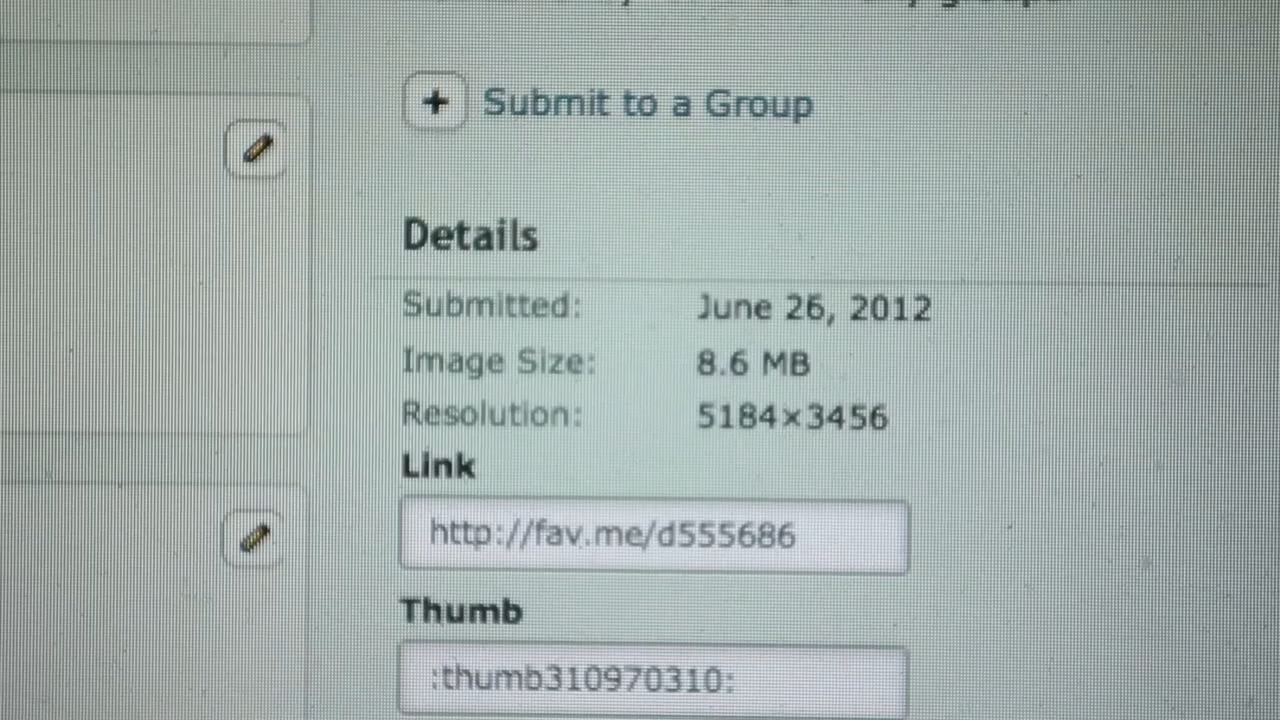 + Submit to a Group
Details
Submitted: June 26, 2012
Image Size: 8.6 MB
Resolution: 5184×3456
Link
http://fav.me/d555686
Thumb
:thumb310970310: